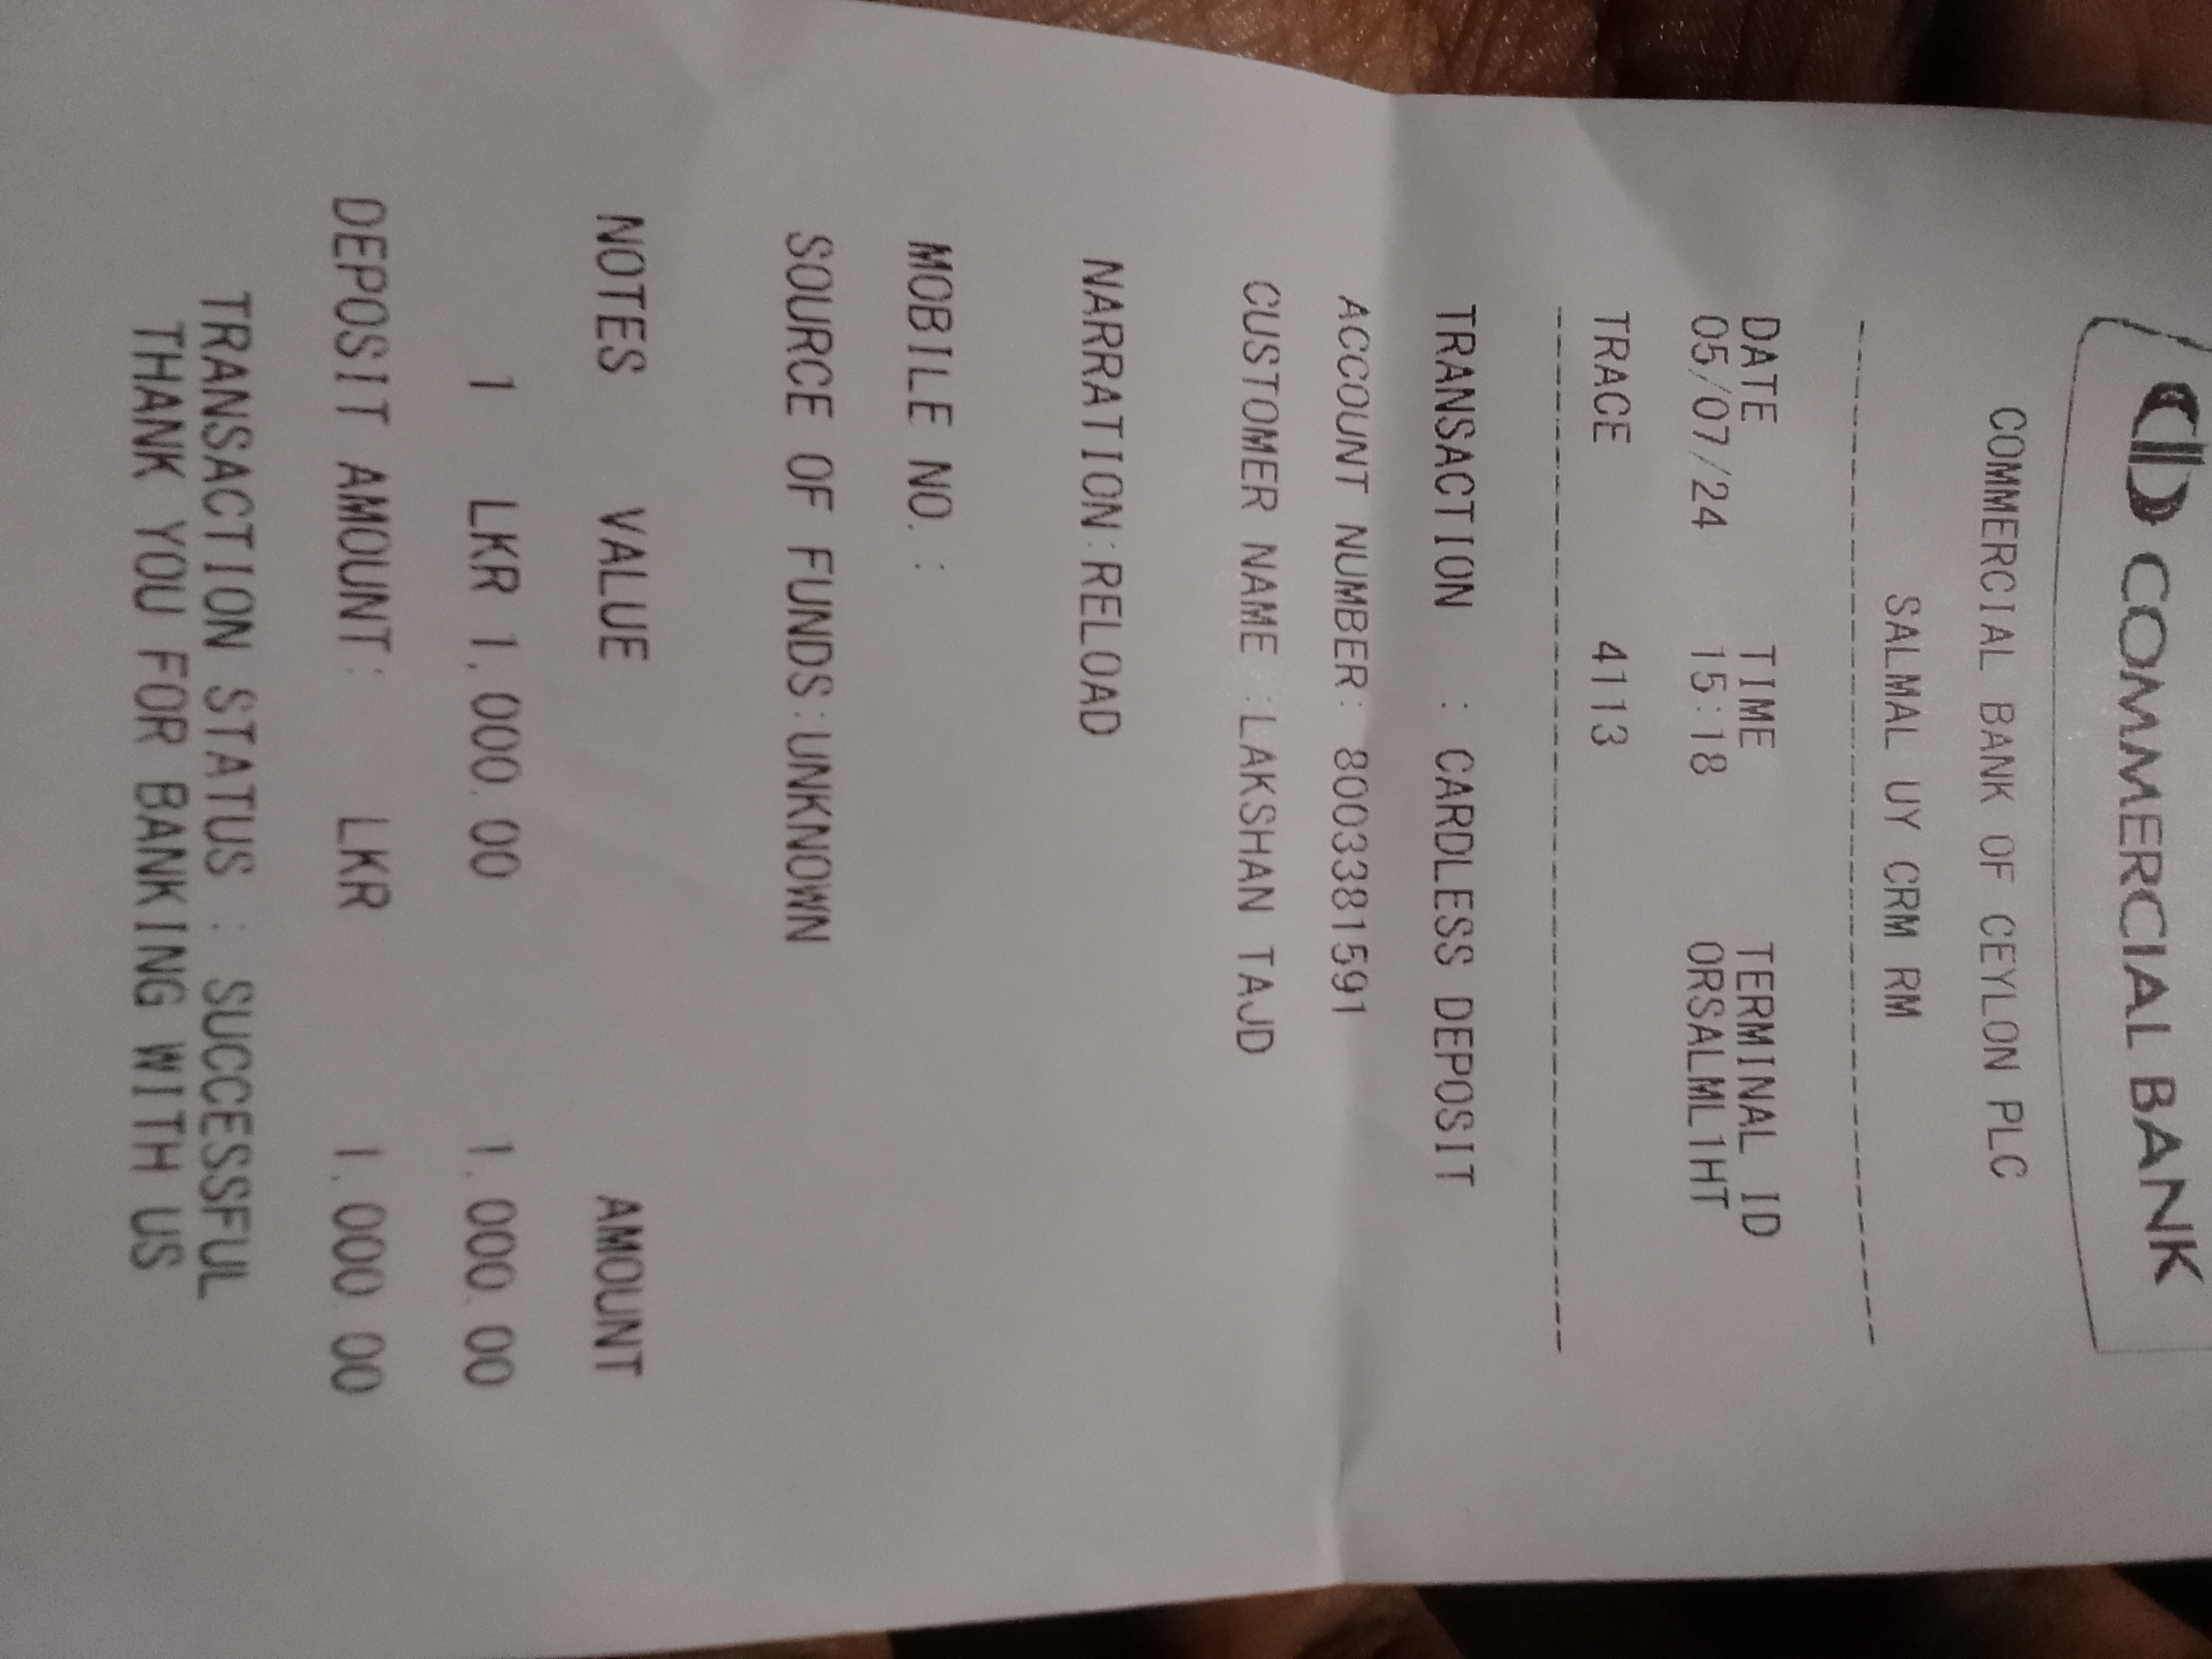 COMMERCIAL BANK
COMMERCIAL BANK OF CEYLON PLC
SALMAL UY CRM RM
DATE TIME TERMINAL ID
05/07/24 15:18 ORSALML1HT
TRACE 4113
TRANSACTION : CARDLESS DEPOSIT
ACCOUNT NUMBER: 8003381591
CUSTOMER NAME :LAKSHAN TAJD
NARRATION:RELOAD
MOBILE NO.:
SOURCE OF FUNDS:UNKNOWN
NOTES VALUE AMOUNT
1 LKR 1,000.00 1,000.00
DEPOSIT AMOUNT: LKR 1,000.00
TRANSACTION STATUS : SUCCESSFUL
THANK YOU FOR BANKING WITH US